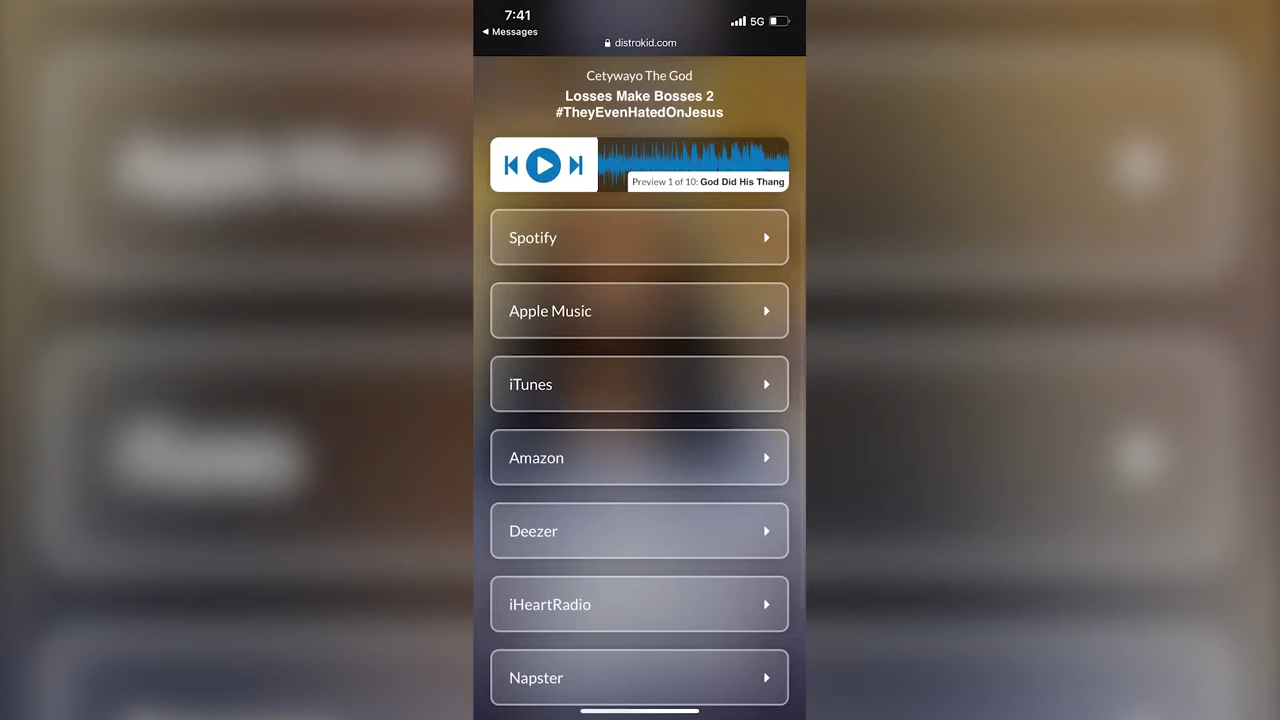 7:41
5G
Messages
distrokid.com
Cetywayo The God
Losses Make Bosses 2
#TheyEvenHatedOnJesus
Preview 1 of 10: God Did His Thang
Spotify
Apple Music
iTunes
Amazon
Deezer
iHeartRadio
Napster